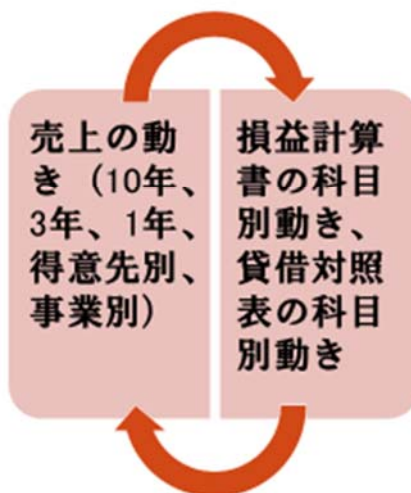 売上の動
き（10年、
3年、1年、
得意先別、
事業別）
損益計算
書の科目
別動き、
貸借対照
表の科目
別動き